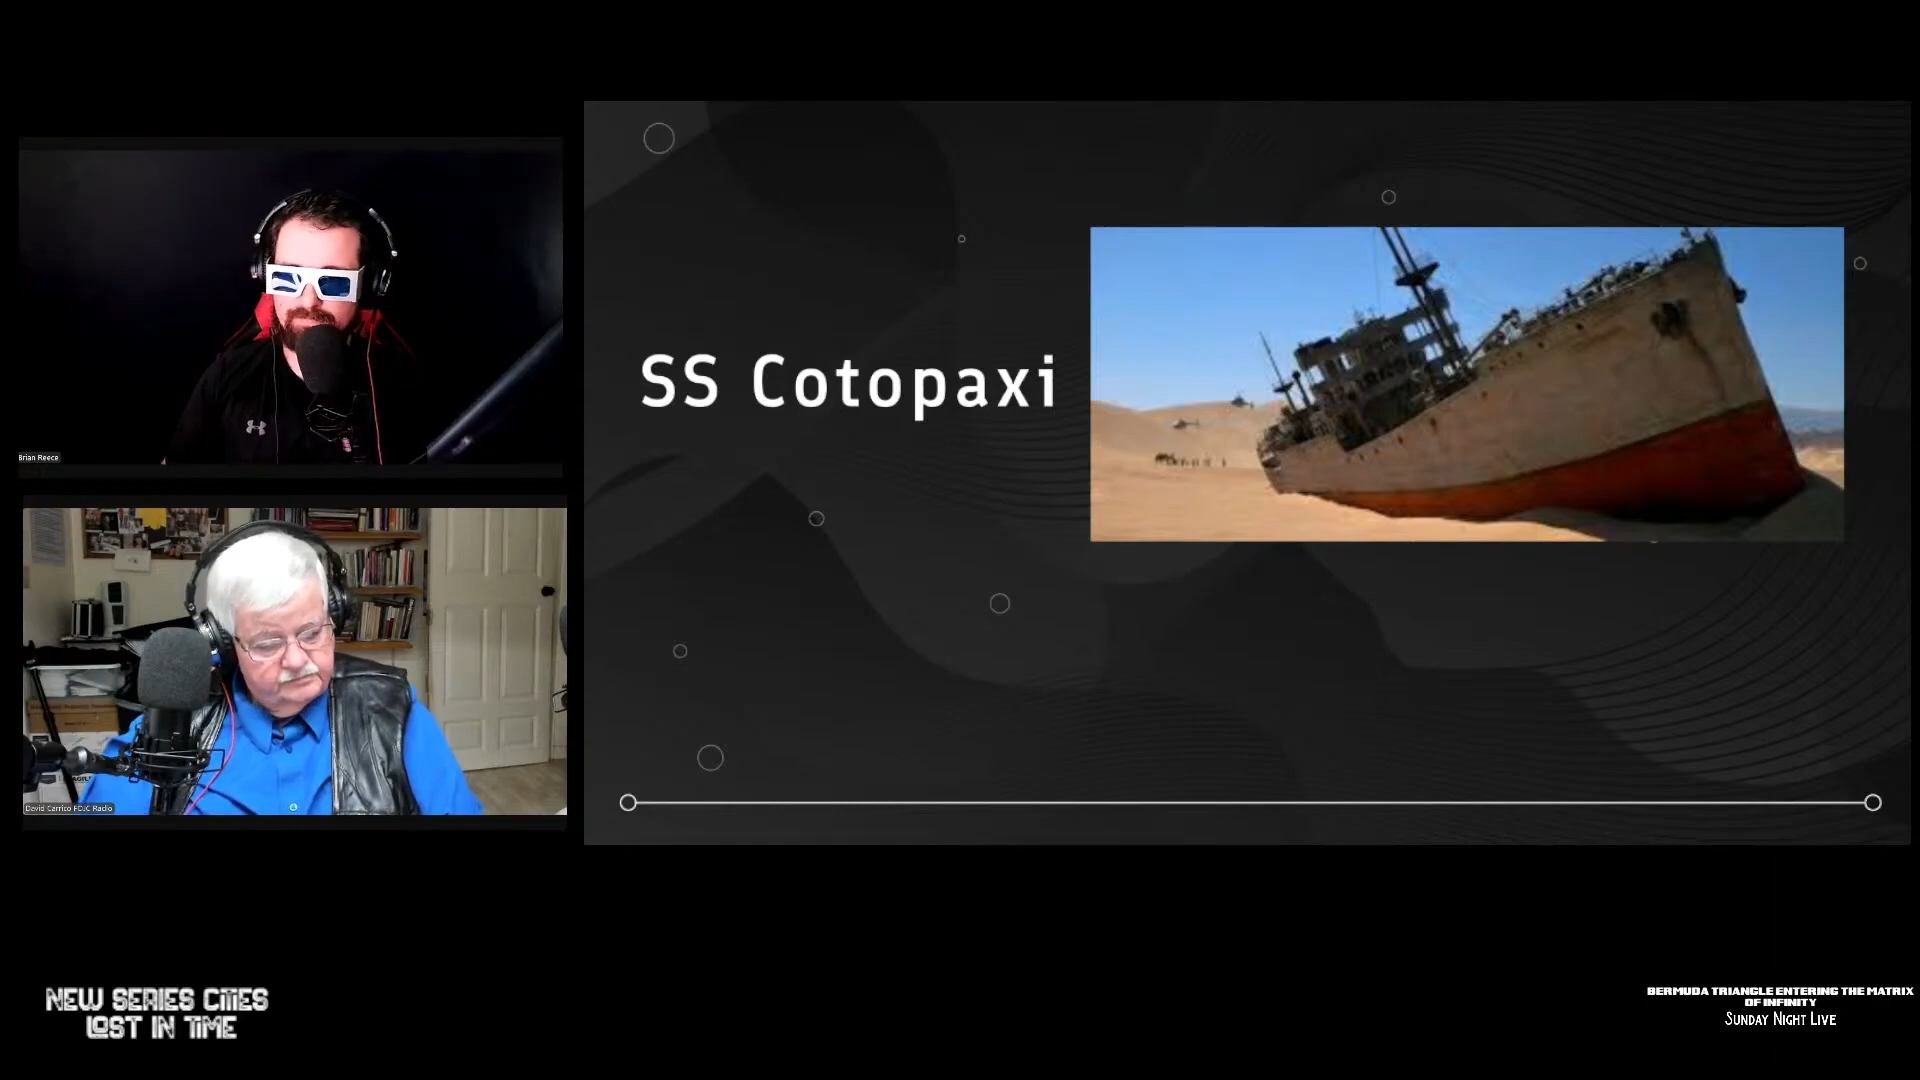 SS Cotopaxi
Brian Reece
David Carrico FOJC Radio
NEW SERIES CITIES
LOST IN TIME
BERMUDA TRIANGLE ENTERING THE MATRIX
OF INFINITY
Sunday Night Live